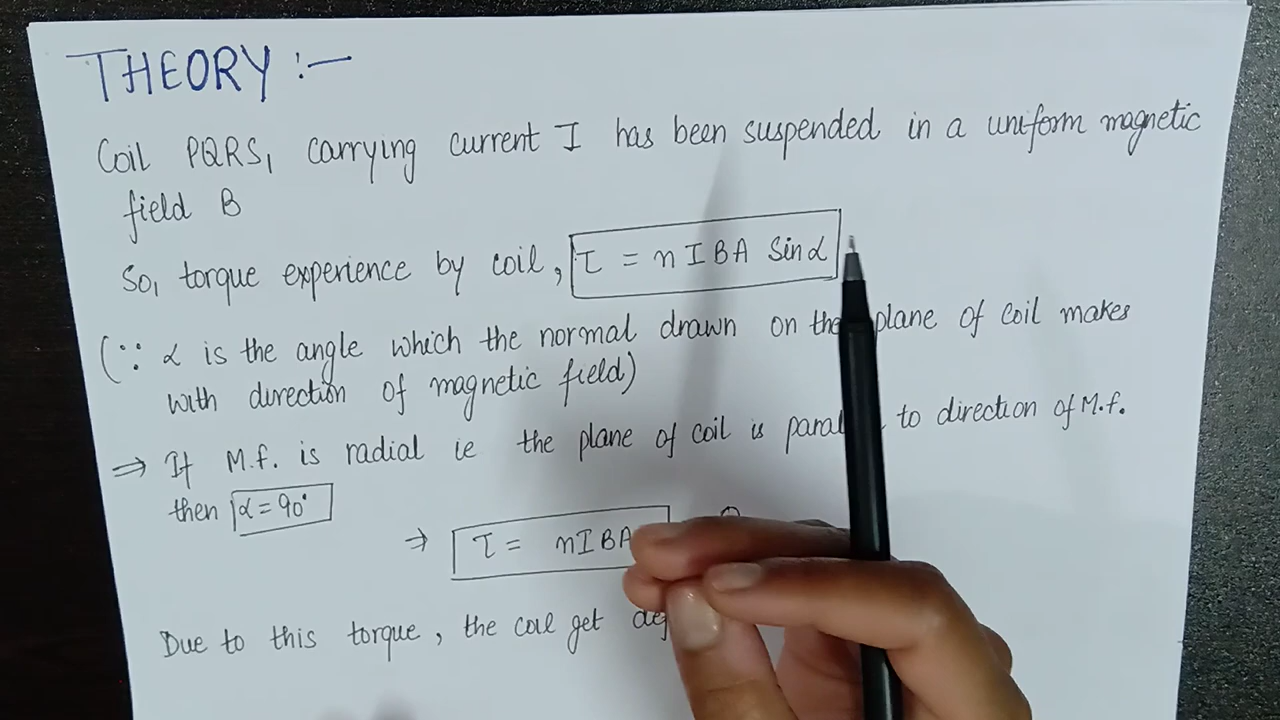 THEORY :-
Coil PQRS, carrying current I has been suspended in a uniform magnetic
field B
So, torque experience by coil, τ = nIBA Sinα
(∵ α is the angle which the normal drawn on the plane of coil makes
with direction of magnetic field)
⇒ If M.f. is radial ie the plane of coil is to direction of M.f.
then α = 90°
⇒ τ = nIBA
Due to this torque, the coil get